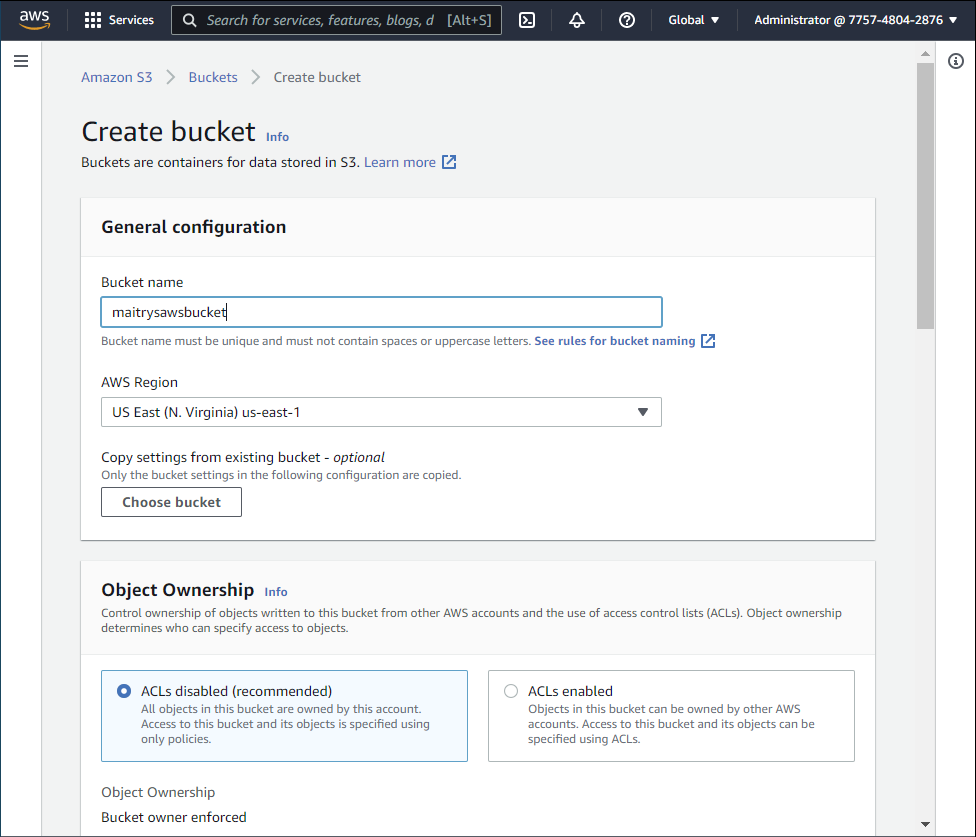 aws
Services
Search for services, features, blogs, d [Alt+S]
Global
Administrator @ 7757-4804-2876
Amazon S3
Buckets
Create bucket
Create bucket Info
Buckets are containers for data stored in S3. Learn more
General configuration
Bucket name
maitrysawsbucket
Bucket name must be unique and must not contain spaces or uppercase letters. See rules for bucket naming
AWS Region
US East (N. Virginia) us-east-1
Copy settings from existing bucket - optional
Only the bucket settings in the following configuration are copied.
Choose bucket
Object Ownership Info
Control ownership of objects written to this bucket from other AWS accounts and the use of access control lists (ACLs). Object ownership
determines who can specify access to objects.
ACLs disabled (recommended)
All objects in this bucket are owned by this account.
Access to this bucket and its objects is specified using
only policies.
ACLs enabled
Objects in this bucket can be owned by other AWS
accounts. Access to this bucket and its objects can be
specified using ACLs.
Object Ownership
Bucket owner enforced